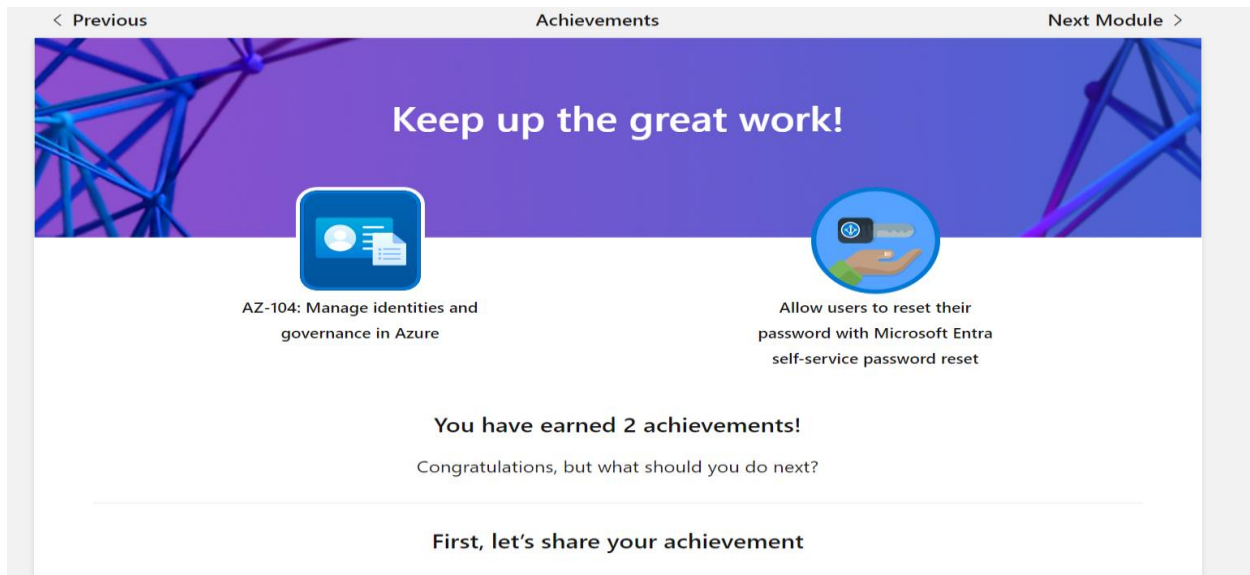 < Previous
Achievements
Next Module >
Keep up the great work!
AZ-104: Manage identities and
governance in Azure
Allow users to reset their
password with Microsoft Entra
self-service password reset
You have earned 2 achievements!
Congratulations, but what should you do next?
First, let’s share your achievement